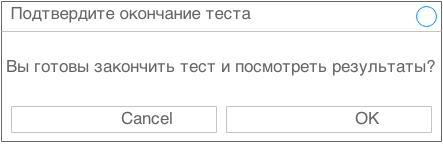 Подтвердите окончание теста
Вы готовы закончить тест и посмотреть результаты?
Cancel OK